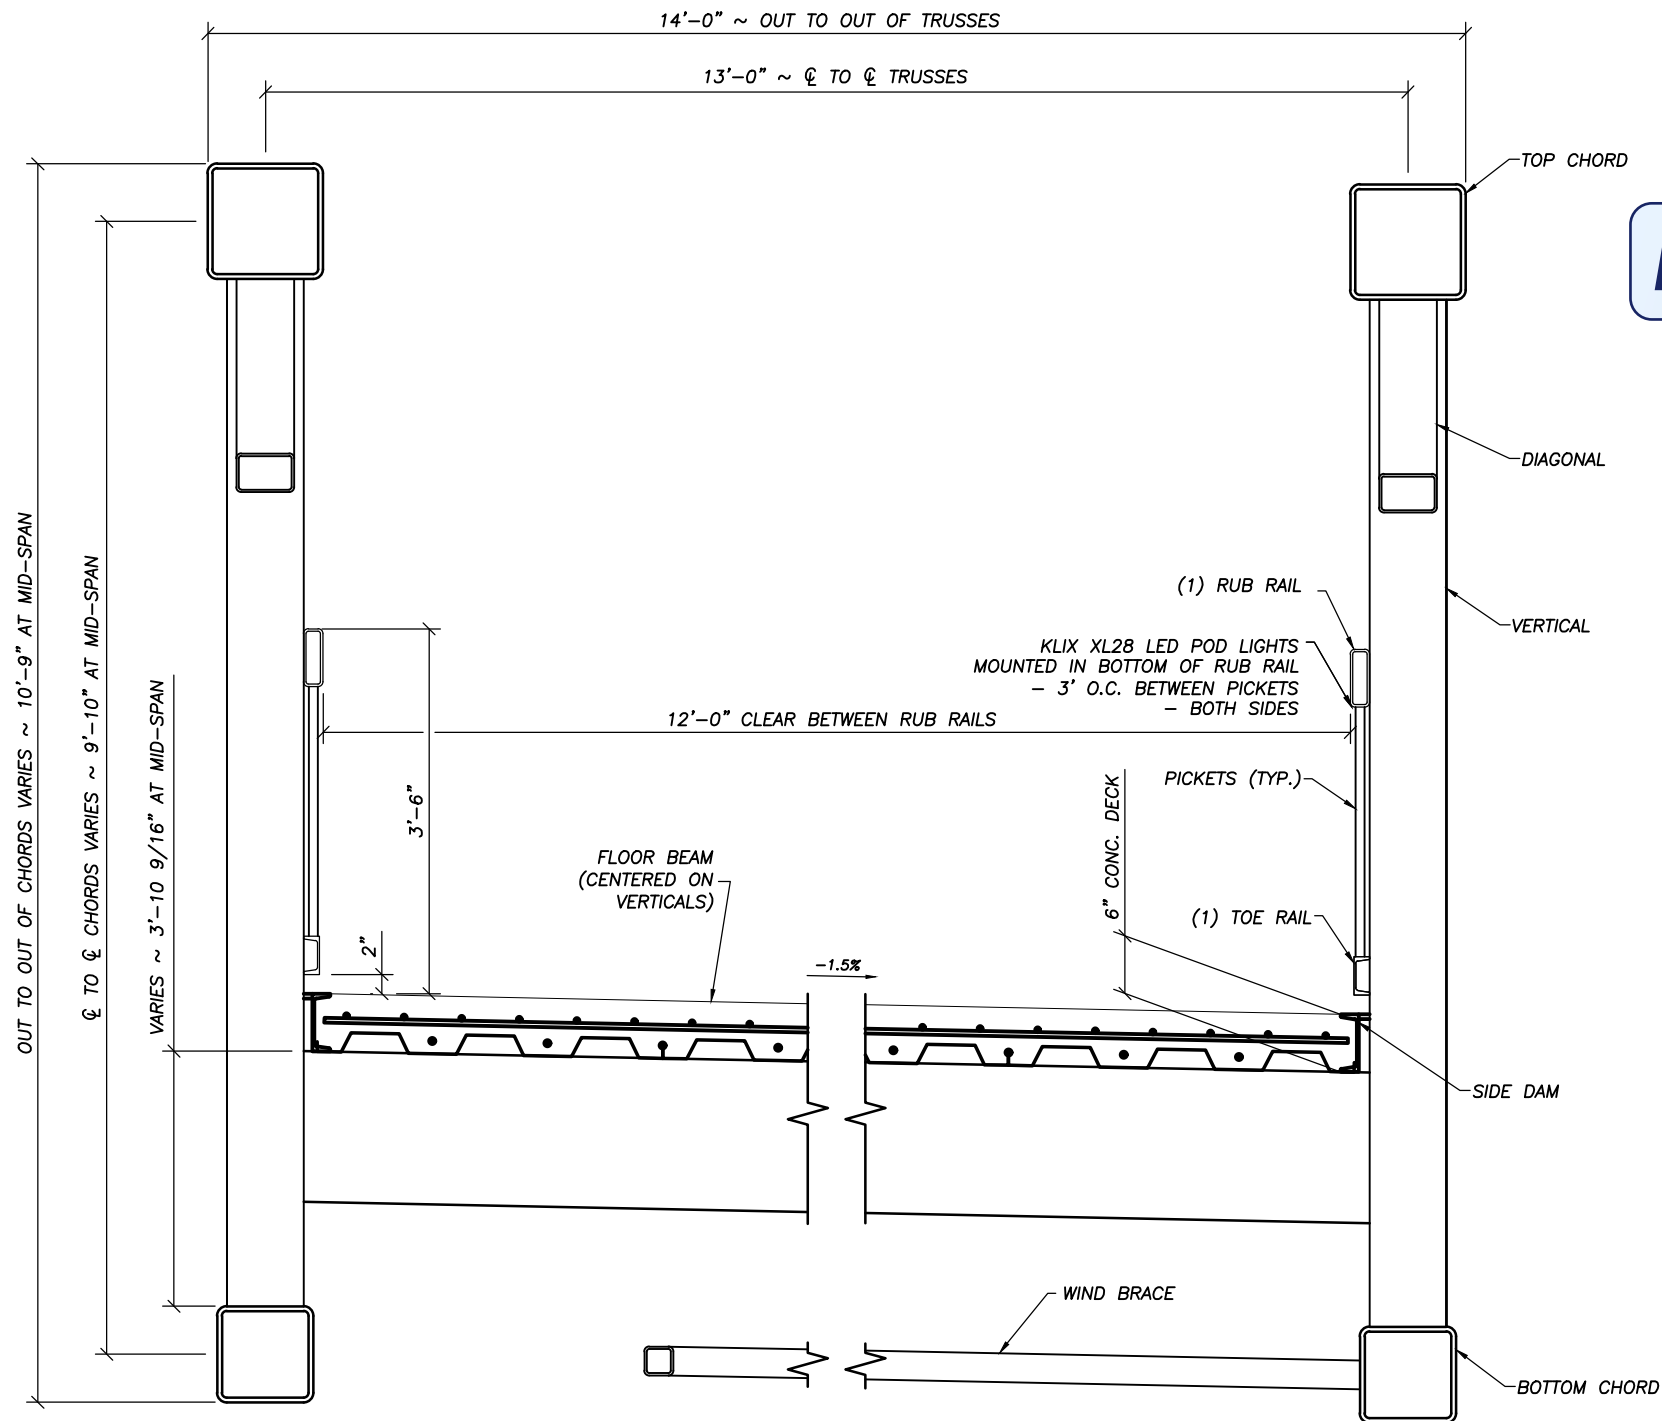 14'-0" ~ OUT TO OUT OF TRUSSES
13'-0" ~ ℄ TO ℄ TRUSSES
TOP CHORD
DIAGONAL
(1) RUB RAIL
VERTICAL
KLIX XL28 LED POD LIGHTS
MOUNTED IN BOTTOM OF RUB RAIL
- 3' O.C. BETWEEN PICKETS
- BOTH SIDES
12'-0" CLEAR BETWEEN RUB RAILS
PICKETS (TYP.)
OUT TO OUT OF CHORDS VARIES ~ 10'-9" AT MID-SPAN
℄ TO ℄ CHORDS VARIES ~ 9'-10" AT MID-SPAN
VARIES ~ 3'-10 9/16" AT MID-SPAN
3'-6"
6" CONC. DECK
FLOOR BEAM
(CENTERED ON
VERTICALS)
(1) TOE RAIL
2"
-1.5%
SIDE DAM
WIND BRACE
BOTTOM CHORD